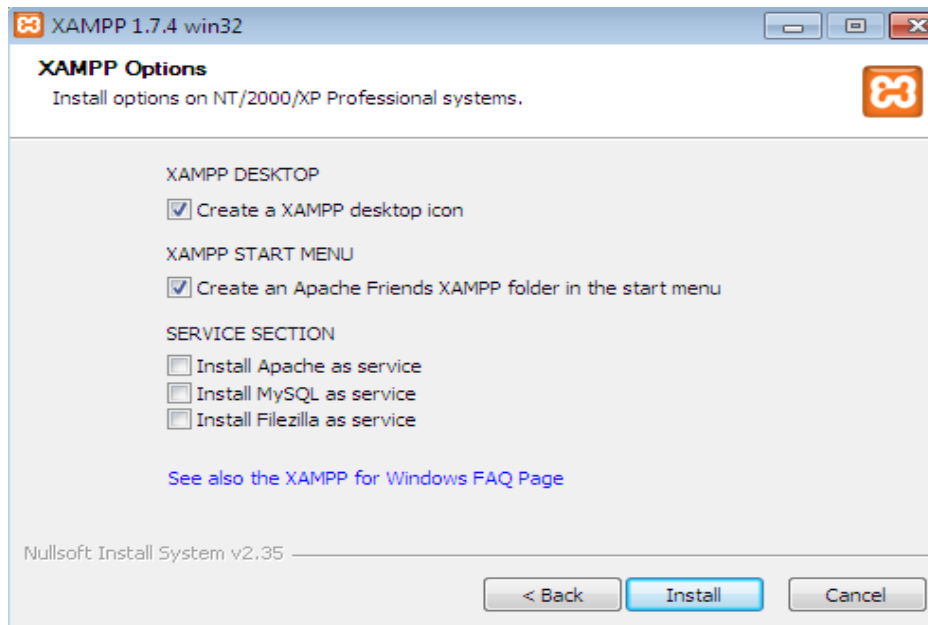 XAMPP 1.7.4 win32
XAMPP Options
Install options on NT/2000/XP Professional systems.
XAMPP DESKTOP
Create a XAMPP desktop icon
XAMPP START MENU
Create an Apache Friends XAMPP folder in the start menu
SERVICE SECTION
Install Apache as service
Install MySQL as service
Install Filezilla as service
See also the XAMPP for Windows FAQ Page
Nullsoft Install System v2.35
< Back Install Cancel